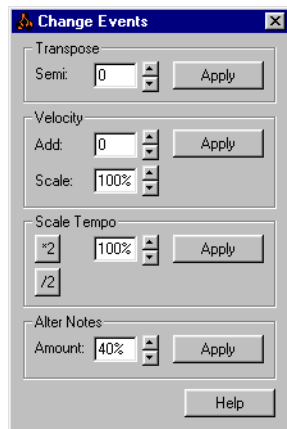 Change Events
Transpose
Semi: 0 Apply
Velocity
Add: 0 Apply
Scale: 100%
Scale Tempo
*2 100% Apply
/2
Alter Notes
Amount: 40% Apply
Help